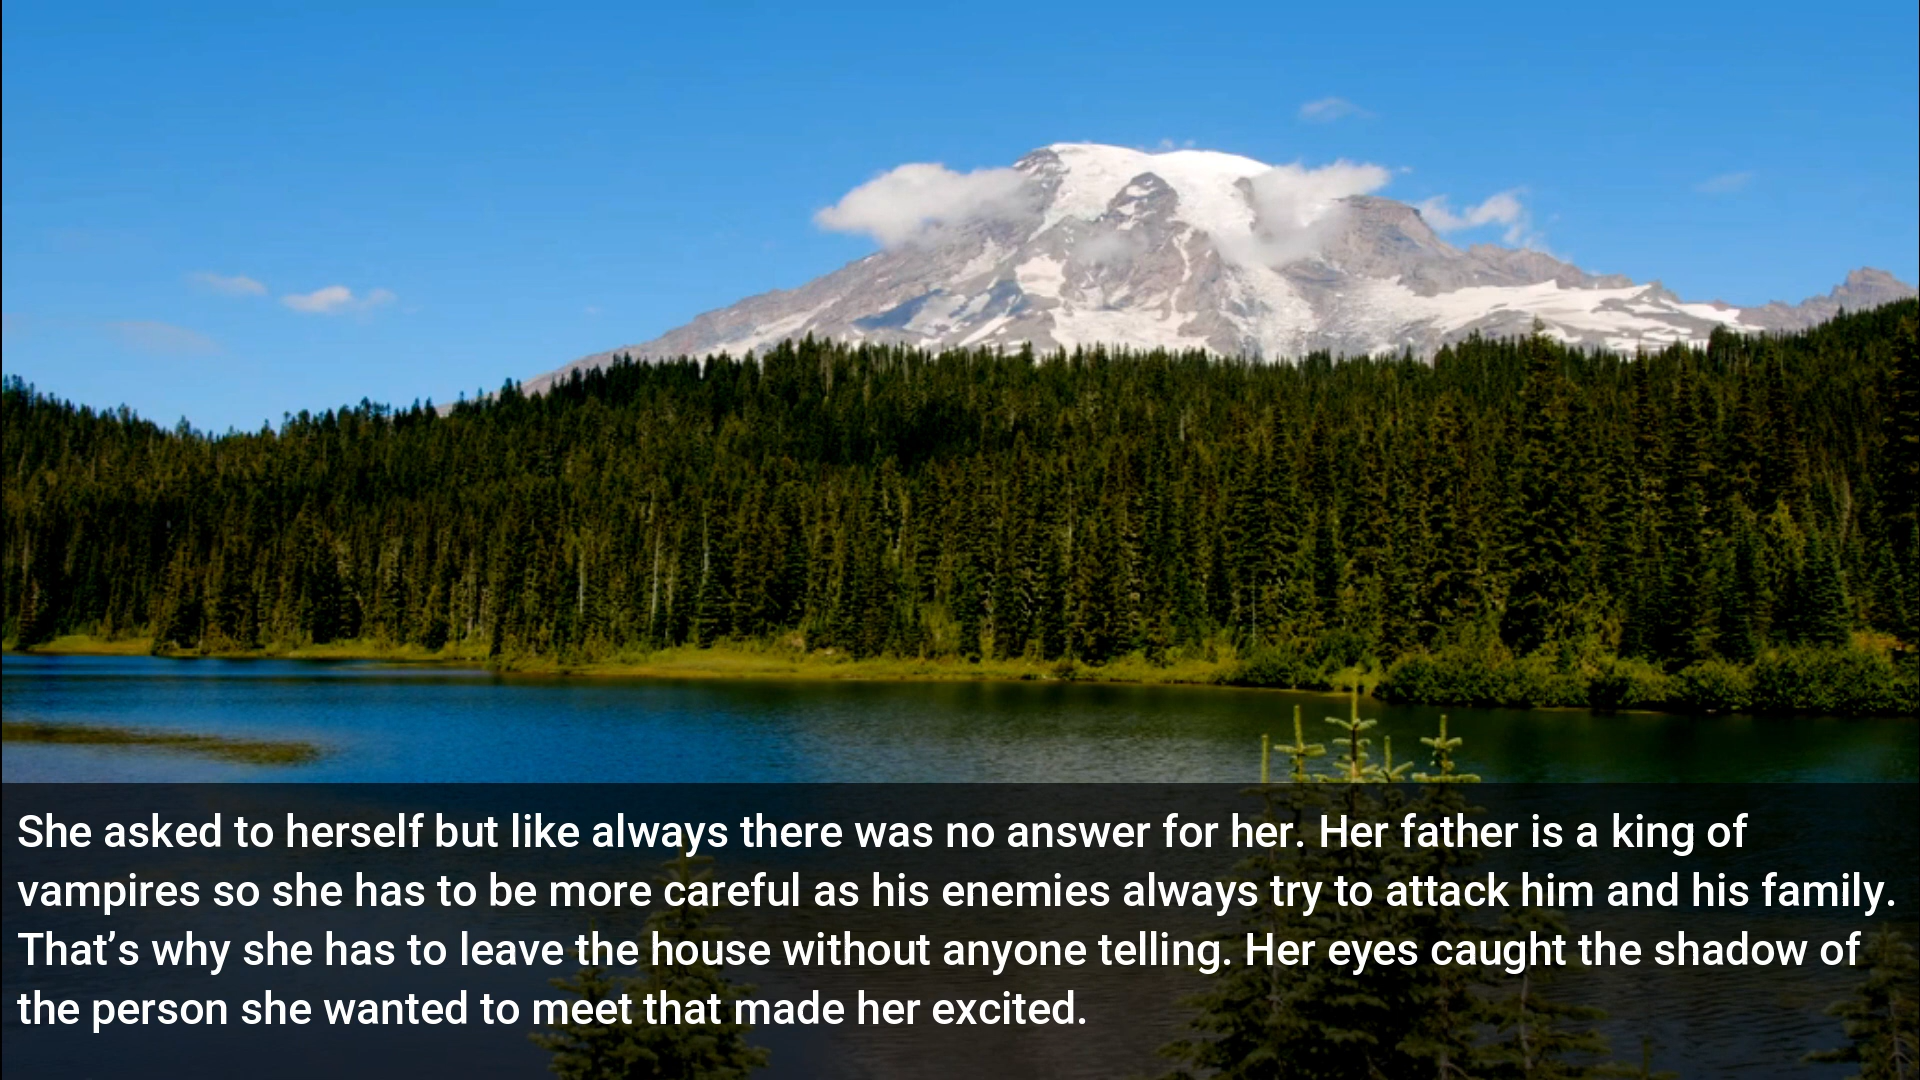 She asked to herself but like always there was no answer for her. Her father is a king of
vampires so she has to be more careful as his enemies always try to attack him and his family.
That’s why she has to leave the house without anyone telling. Her eyes caught the shadow of
the person she wanted to meet that made her excited.